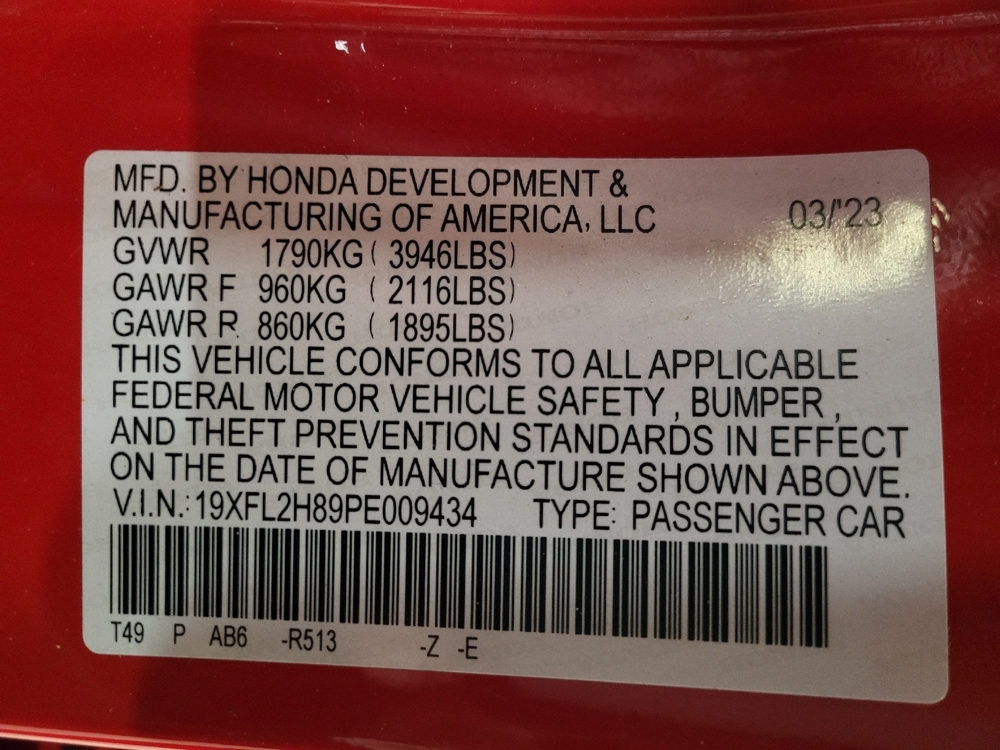 MFD. BY HONDA DEVELOPMENT &
MANUFACTURING OF AMERICA, LLC 03/'23
GVWR 1790KG ( 3946LBS)
GAWR F 960KG ( 2116LBS)
GAWR R 860KG ( 1895LBS)
THIS VEHICLE CONFORMS TO ALL APPLICABLE
FEDERAL MOTOR VEHICLE SAFETY , BUMPER ,
AND THEFT PREVENTION STANDARDS IN EFFECT
ON THE DATE OF MANUFACTURE SHOWN ABOVE.
V.I.N.: 19XFL2H89PE009434 TYPE: PASSENGER CAR
T49 P AB6 -R513 -Z -E